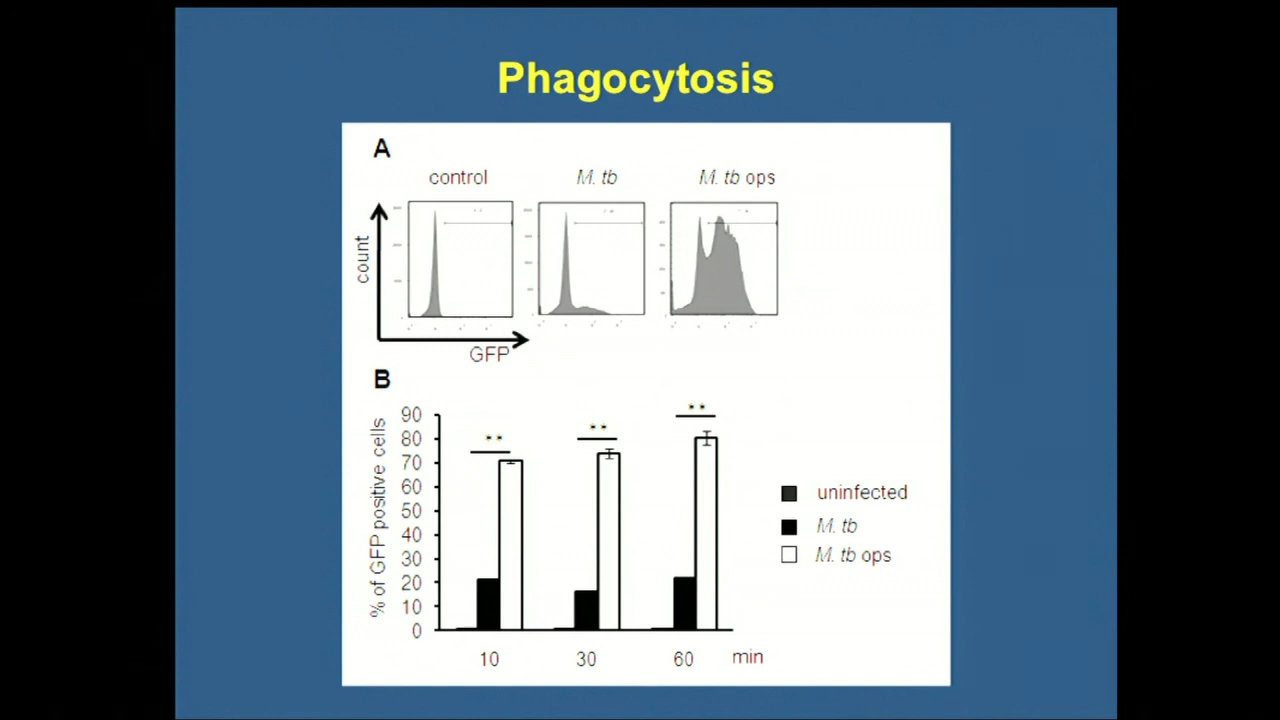 Phagocytosis
A
control
M. tb
M. tb ops
count
GFP
B
% of GFP positive cells
90
80
70
60
50
40
30
20
10
0
**
**
**
10
30
60
min
uninfected
M. tb
M. tb ops